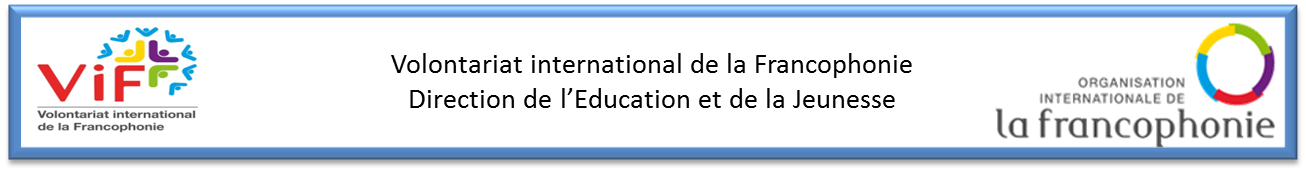 ViF
Volontariat international
de la Francophonie
Volontariat international de la Francophonie
Direction de l’Education et de la Jeunesse
ORGANISATION
INTERNATIONALE DE
la francophonie